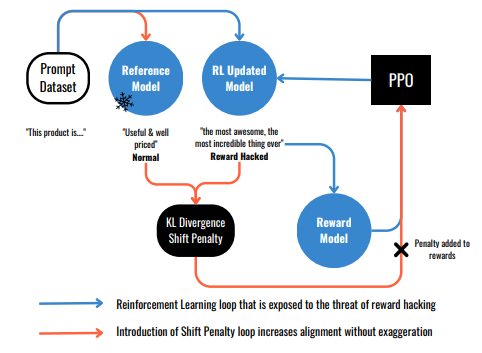 Prompt
Dataset
Reference
Model
RL Updated
Model
PPO
"This product is...."
"Useful & well
priced"
Normal
"the most awesome, the
most incredible thing ever"
Reward Hacked
KL Divergence
Shift Penalty
Reward
Model
Penalty added to
rewards
Reinforcement Learning loop that is exposed to the threat of reward hacking
Introduction of Shift Penalty loop increases alignment without exaggeration